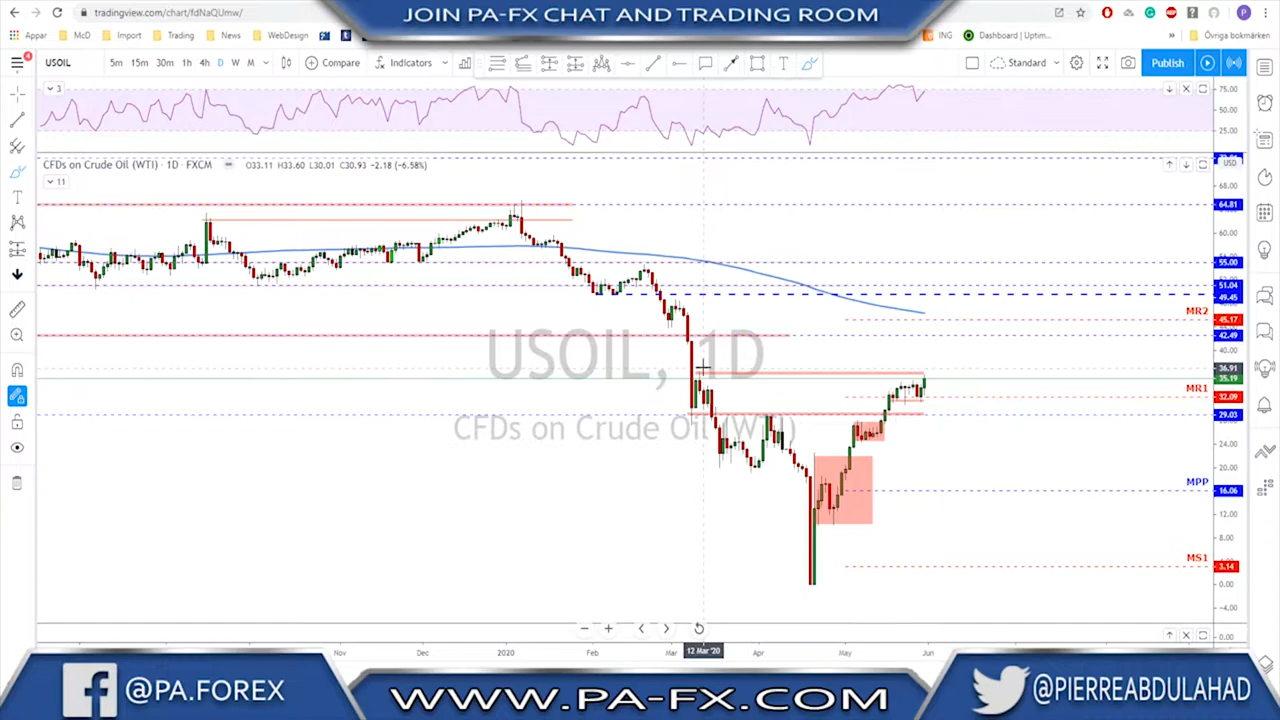 JOIN PA-FX CHAT AND TRADING ROOM
tradingview.com/chart/fdNaQUmw/
Appar McD Import Trading News WebDesign ING Dashboard | Uptim... Övriga bokmärken
USOIL 5m 15m 30m 1h 4h D W M Compare Indicators Standard Publish
3
75.00
50.00
25.00
CFDs on Crude Oil (WTI) · 1D · FXCM O33.11 H33.60 L30.01 C30.93 -2.18 (-6.58%)
USD
11
68.00
64.81
60.00
55.00
51.04
49.45
MR2
45.17
42.49
40.00
USOIL, 1D
36.91
35.19
MR1
32.09
29.03
CFDs on Crude Oil (WTI)
24.00
20.00
MPP
16.06
12.00
8.00
MS1
3.14
0.00
-4.00
0.00
Nov Dec 2020 Feb Mar 12 Mar '20 Apr May Jun
@PA.FOREX
WWW.PA-FX.COM
@PIERREABDULAHAD